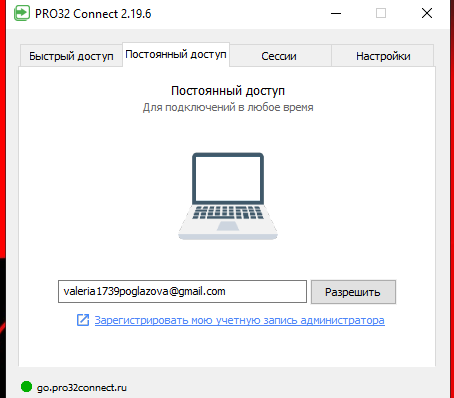 PRO32 Connect 2.19.6
Быстрый доступ Постоянный доступ Сессии Настройки
Постоянный доступ
Для подключений в любое время
valeria1739poglazova@gmail.com Разрешить
Зарегистрировать мою учетную запись администратора
go.pro32connect.ru